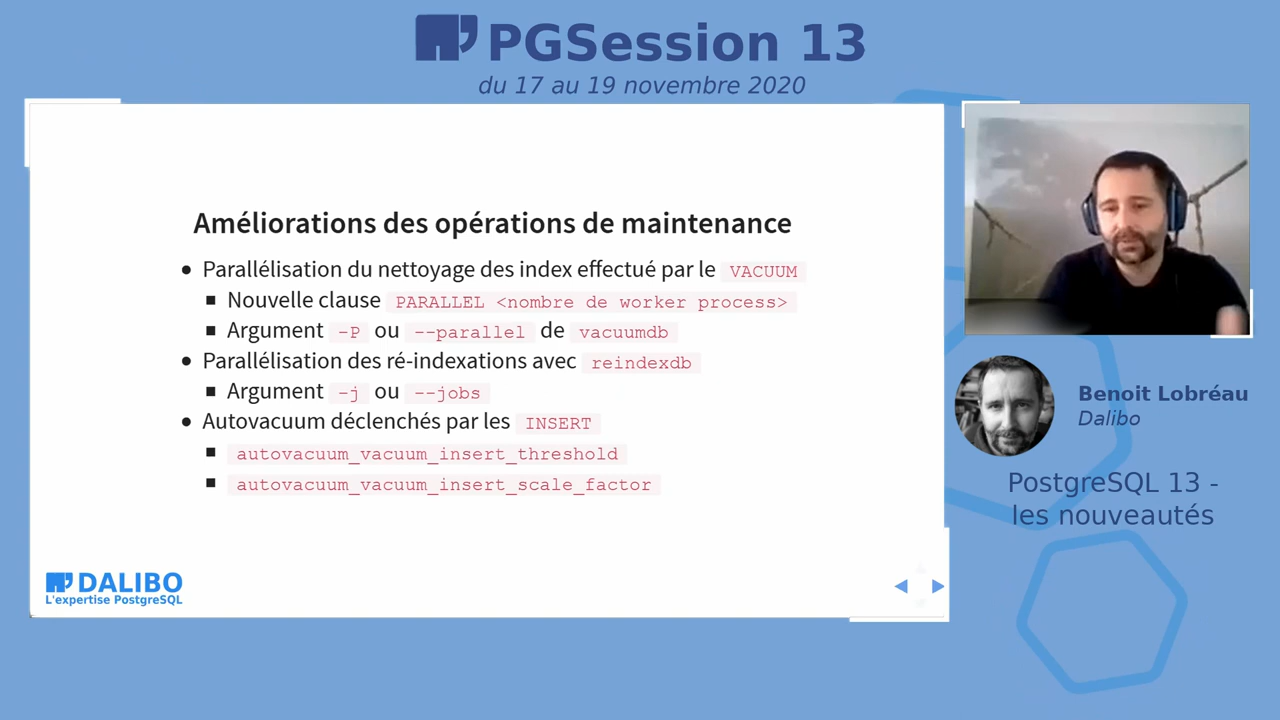 PGSession 13
du 17 au 19 novembre 2020
Améliorations des opérations de maintenance
Parallélisation du nettoyage des index effectué par le VACUUM
Nouvelle clause PARALLEL <nombre de worker process>
Argument -P ou --parallel de vacuumdb
Parallélisation des ré-indexations avec reindexdb
Argument -j ou --jobs
Autovacuum déclenchés par les INSERT
autovacuum_vacuum_insert_threshold
autovacuum_vacuum_insert_scale_factor
DALIBO
L'expertise PostgreSQL
Benoit Lobréau
Dalibo
PostgreSQL 13 -
les nouveautés